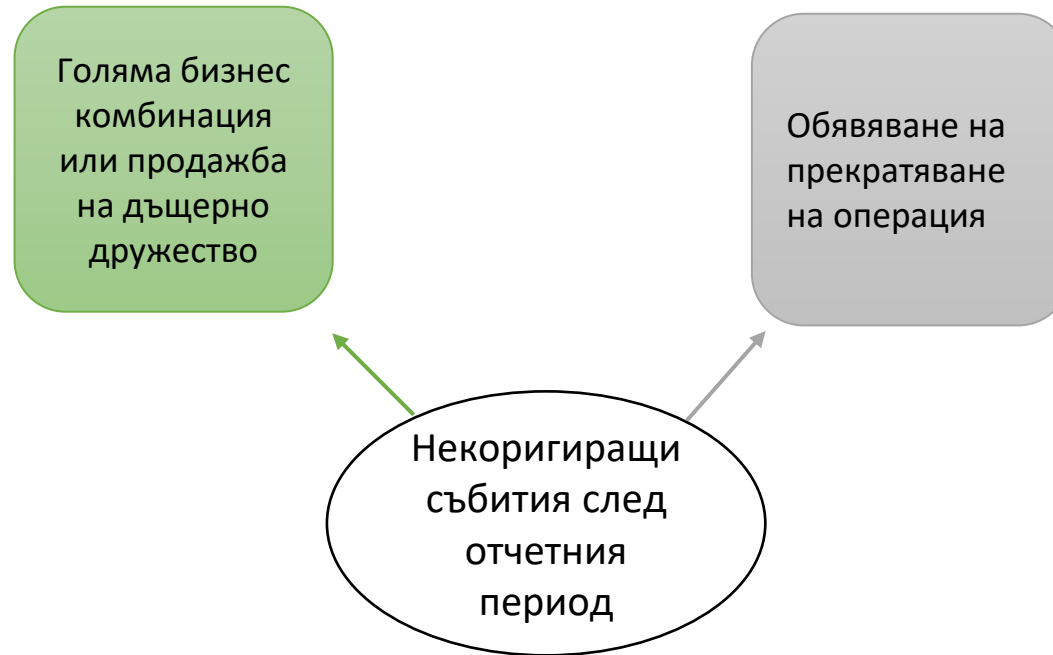 Голяма бизнес
комбинация
или продажба
на дъщерно
дружество
Обявяване на
прекратяване
на операция
Некоригиращи
събития след
отчетния
период